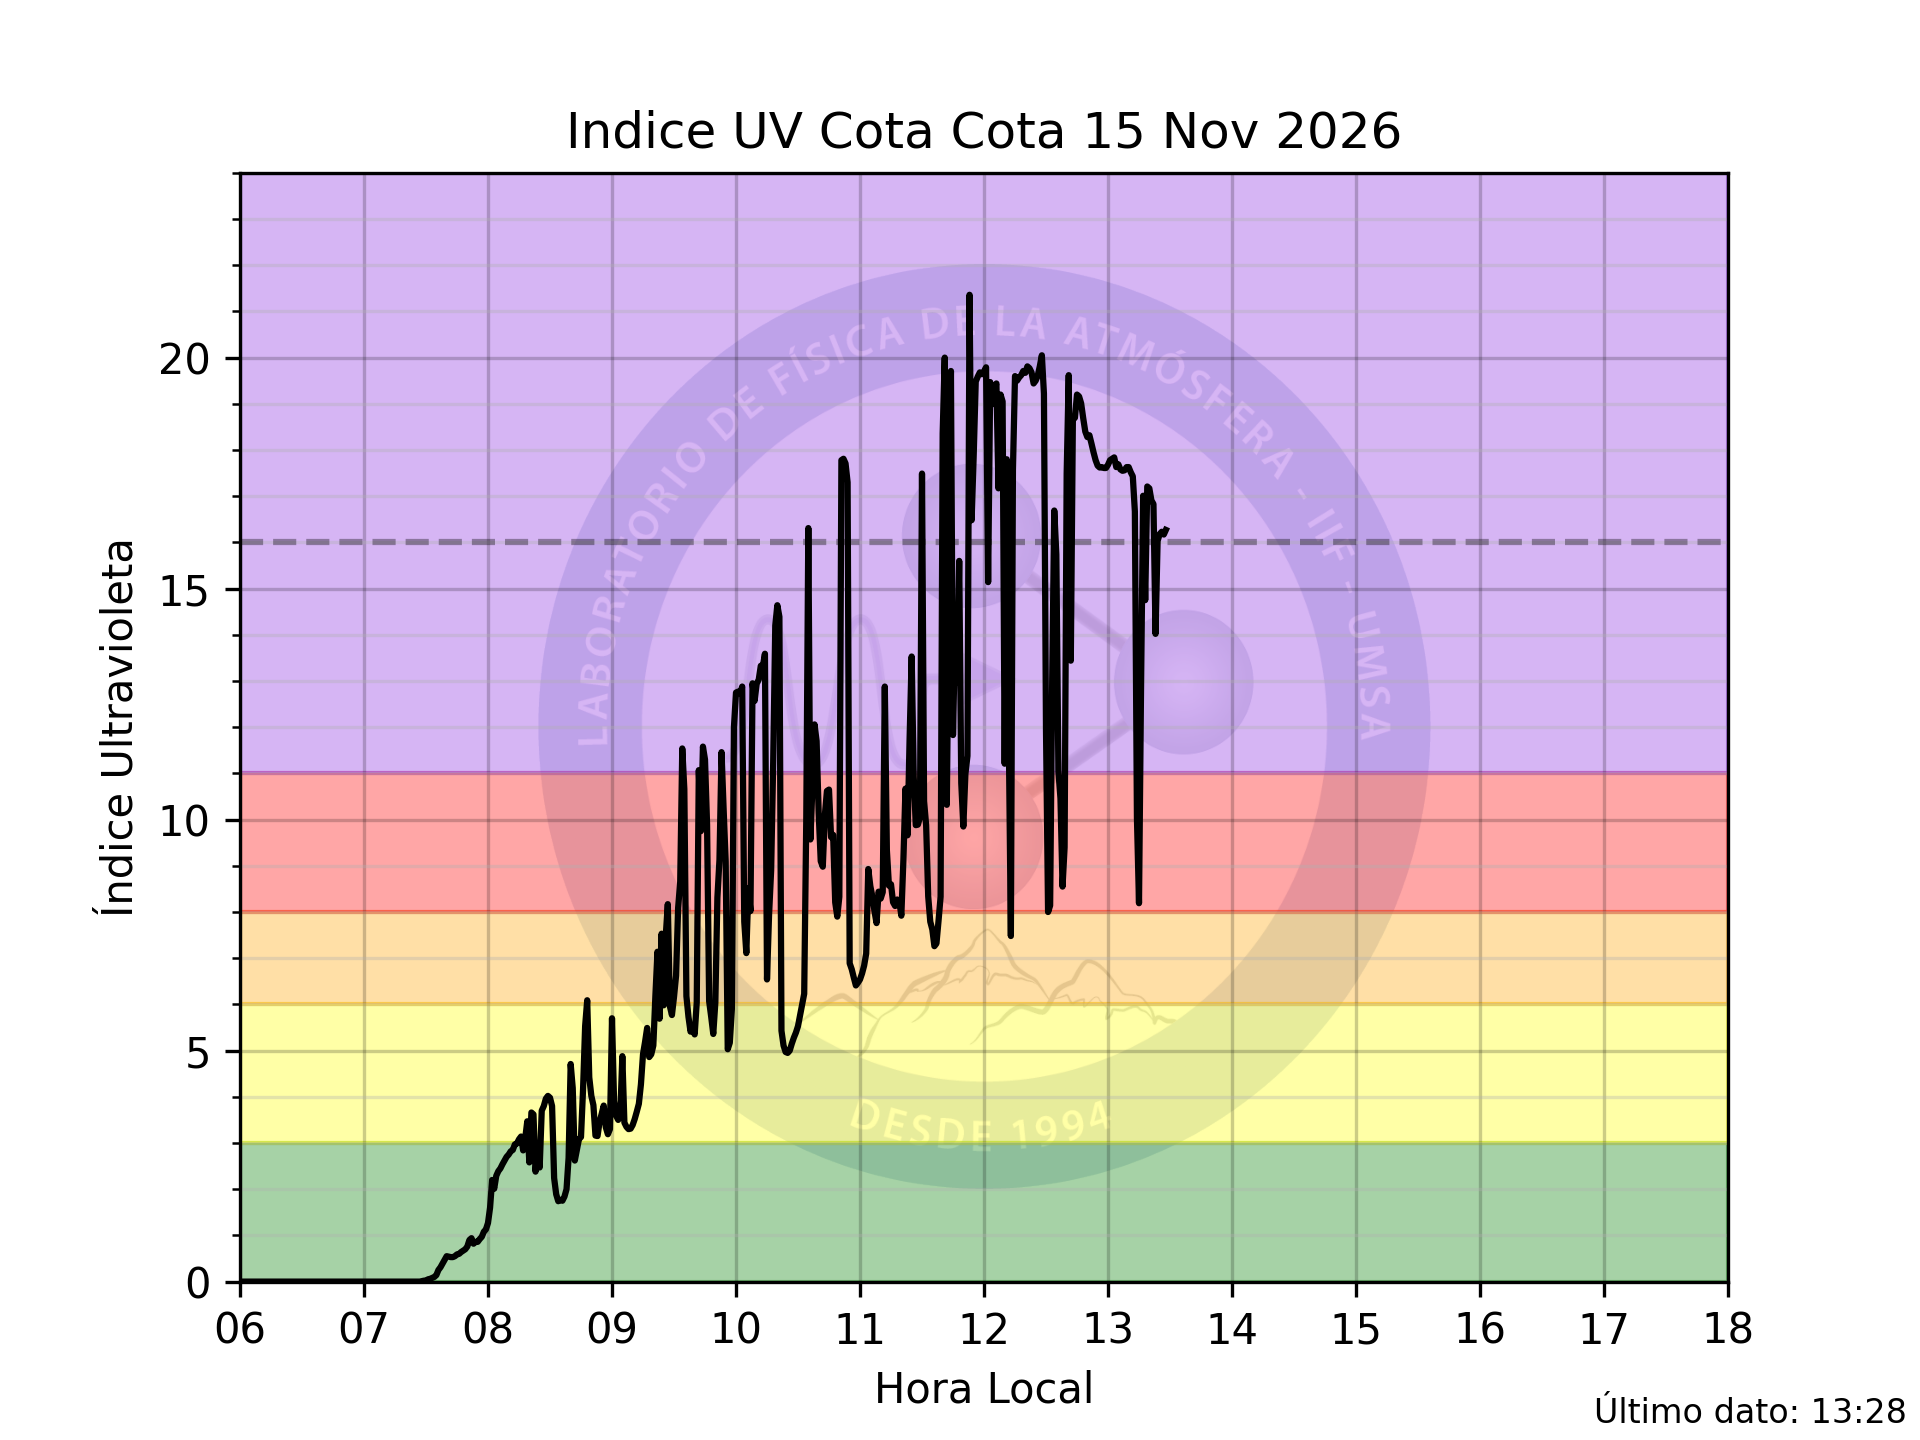 Indice UV Cota Cota 15 Nov 2026
LABORATORIO DE FÍSICA DE LA ATMÓSFERA - IIF - UMSA
DESDE 1994
Índice Ultravioleta
20
15
10
5
0
06 07 08 09 10 11 12 13 14 15 16 17 18
Hora Local
Último dato: 13:28